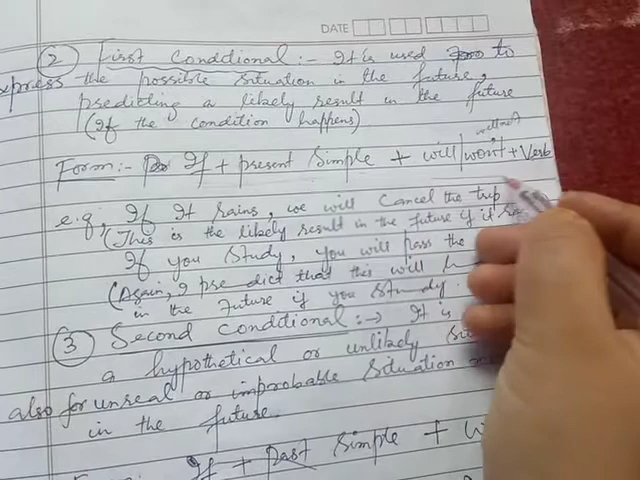 DATE
② First Conditional :- It is used to
express the possible situation in the future,
predicting a likely result in the future
(If the condition happens)
will not
Form :- If + present Simple + will/won't + Verb
e.g, If It rains, we will Cancel the trip
(This is the likely result in the future if it
If you Study, you will pass the
(Again, I predict that this will
in the future if you Study.
③ Second Conditional :-> It is
a hypothetical or unlikely
also for unreal or improbable Situation
in the future.
If + Past Simple +